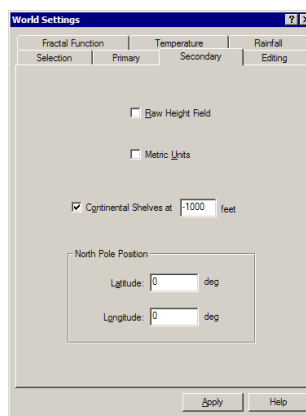 World Settings
Fractal Function Temperature Rainfall
Selection Primary Secondary Editing
Raw Height Field
Metric Units
Continental Shelves at -1000 feet
North Pole Position
Latitude: 0 deg
Longitude: 0 deg
Apply Help